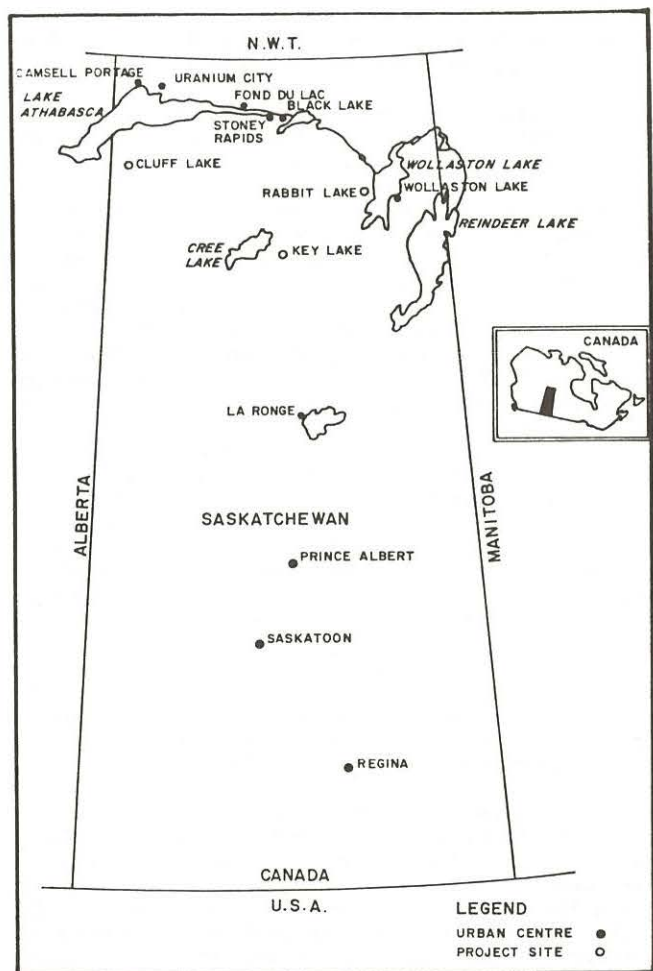 N.W.T.
CAMSELL PORTAGE
URANIUM CITY
LAKE
ATHABASCA
FOND DU LAC
BLACK LAKE
STONEY
RAPIDS
CLUFF LAKE
WOLLASTON LAKE
RABBIT LAKE
WOLLASTON LAKE
REINDEER LAKE
CREE
LAKE
KEY LAKE
CANADA
LA RONGE
ALBERTA
MANITOBA
SASKATCHEWAN
PRINCE ALBERT
SASKATOON
REGINA
CANADA
U.S.A.
LEGEND
URBAN CENTRE
PROJECT SITE